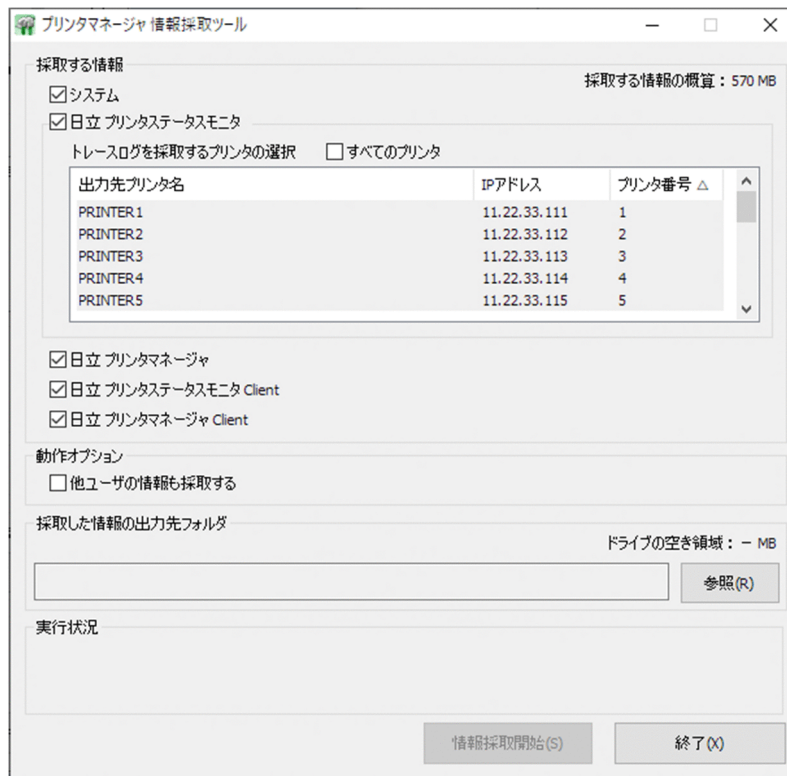 プリンタマネージャ 情報採取ツール
採取する情報
採取する情報の概算：570 MB
システム
日立 プリンタステータスモニタ
トレースログを採取するプリンタの選択 すべてのプリンタ
出力先プリンタ名 IPアドレス プリンタ番号 △
PRINTER1 11.22.33.111 1
PRINTER2 11.22.33.112 2
PRINTER3 11.22.33.113 3
PRINTER4 11.22.33.114 4
PRINTER5 11.22.33.115 5
日立 プリンタマネージャ
日立 プリンタステータスモニタ Client
日立 プリンタマネージャ Client
動作オプション
他ユーザの情報も採取する
採取した情報の出力先フォルダ
ドライブの空き領域：－ MB
参照(R)
実行状況
情報採取開始(S) 終了(X)